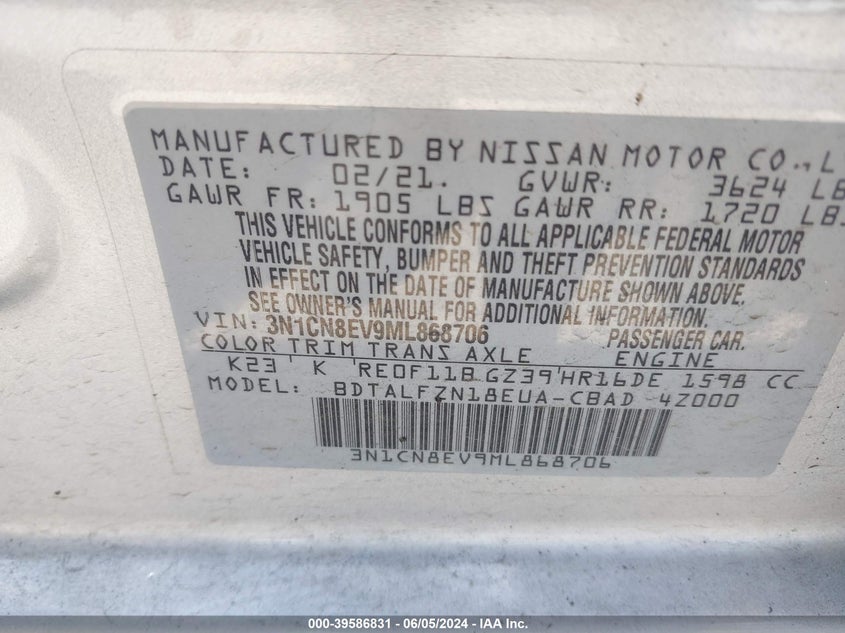 MANUFACTURED BY NISSAN MOTOR CO., L
DATE: 02/21. GVWR: 3624 LB
GAWR FR: 1905 LBS GAWR RR: 1720 LBS
THIS VEHICLE CONFORMS TO ALL APPLICABLE FEDERAL MOTOR
VEHICLE SAFETY, BUMPER AND THEFT PREVENTION STANDARDS
IN EFFECT ON THE DATE OF MANUFACTURE SHOWN ABOVE.
SEE OWNER'S MANUAL FOR ADDITIONAL INFORMATION.
VIN: 3N1CN8EV9ML868706 PASSENGER CAR.
COLOR TRIM TRANS AXLE ENGINE
K23 K RE0F11B GZ39 HR16DE 1598 CC
MODEL: BDTALFZN18EUA-CBAD 4Z000
3N1CN8EV9ML868706
000-39586831 - 06/05/2024 - IAA Inc.